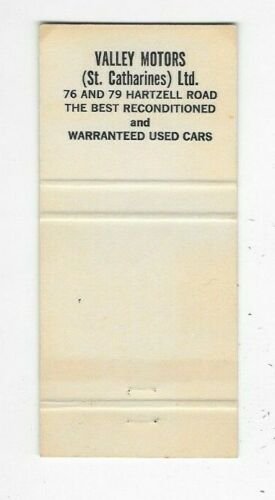 VALLEY MOTORS
(St. Catharines) Ltd.
76 AND 79 HARTZELL ROAD
THE BEST RECONDITIONED
and
WARRANTEED USED CARS